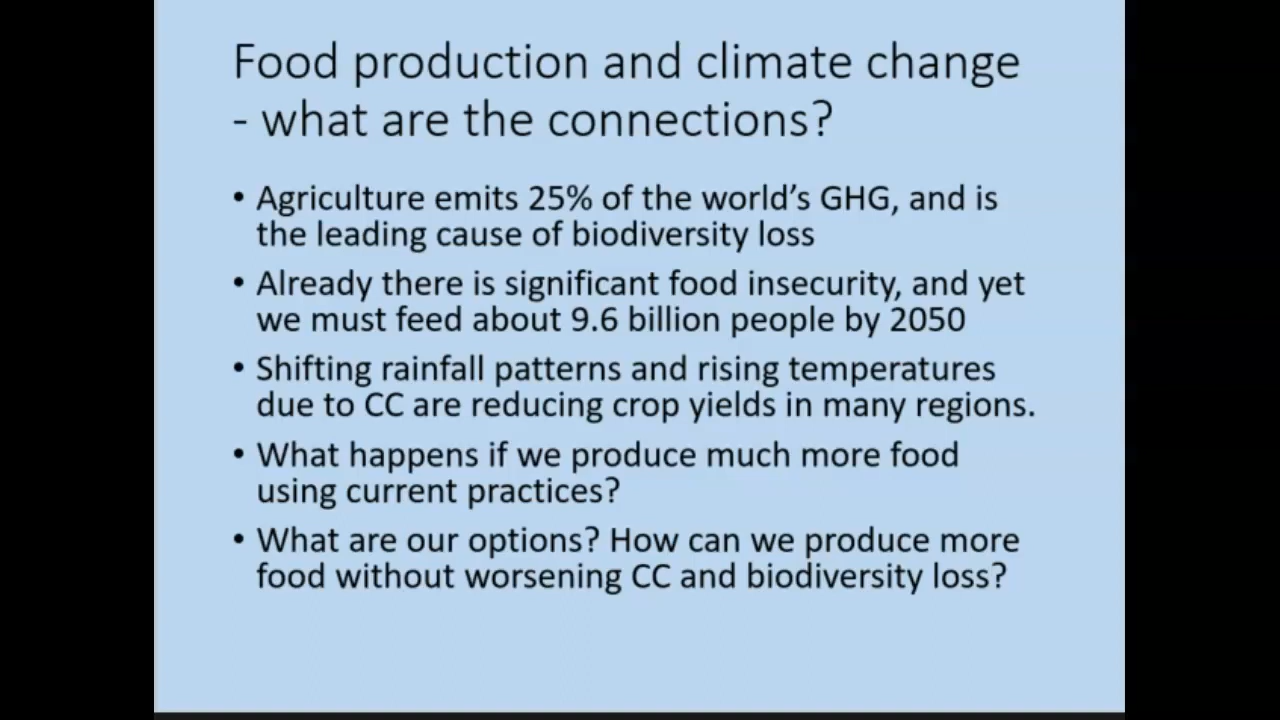 Food production and climate change
- what are the connections?
• Agriculture emits 25% of the world’s GHG, and is
the leading cause of biodiversity loss
• Already there is significant food insecurity, and yet
we must feed about 9.6 billion people by 2050
• Shifting rainfall patterns and rising temperatures
due to CC are reducing crop yields in many regions.
• What happens if we produce much more food
using current practices?
• What are our options? How can we produce more
food without worsening CC and biodiversity loss?